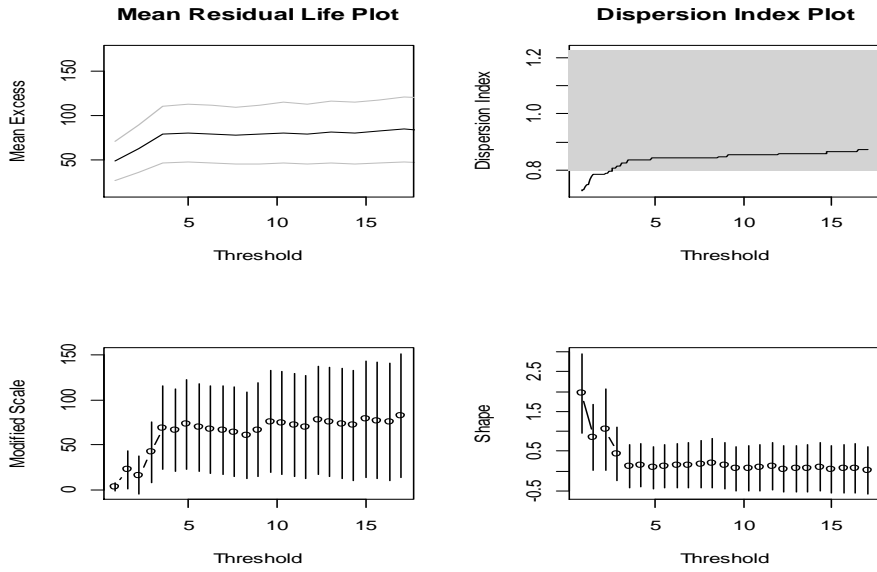 Mean Residual Life Plot
Mean Excess
150
100
50
5 10 15
Threshold
Dispersion Index Plot
Dispersion Index
1.2
1.0
0.8
5 10 15
Threshold
Modified Scale
150
100
50
0
5 10 15
Threshold
Shape
2.5
1.5
0.5
-0.5
5 10 15
Threshold